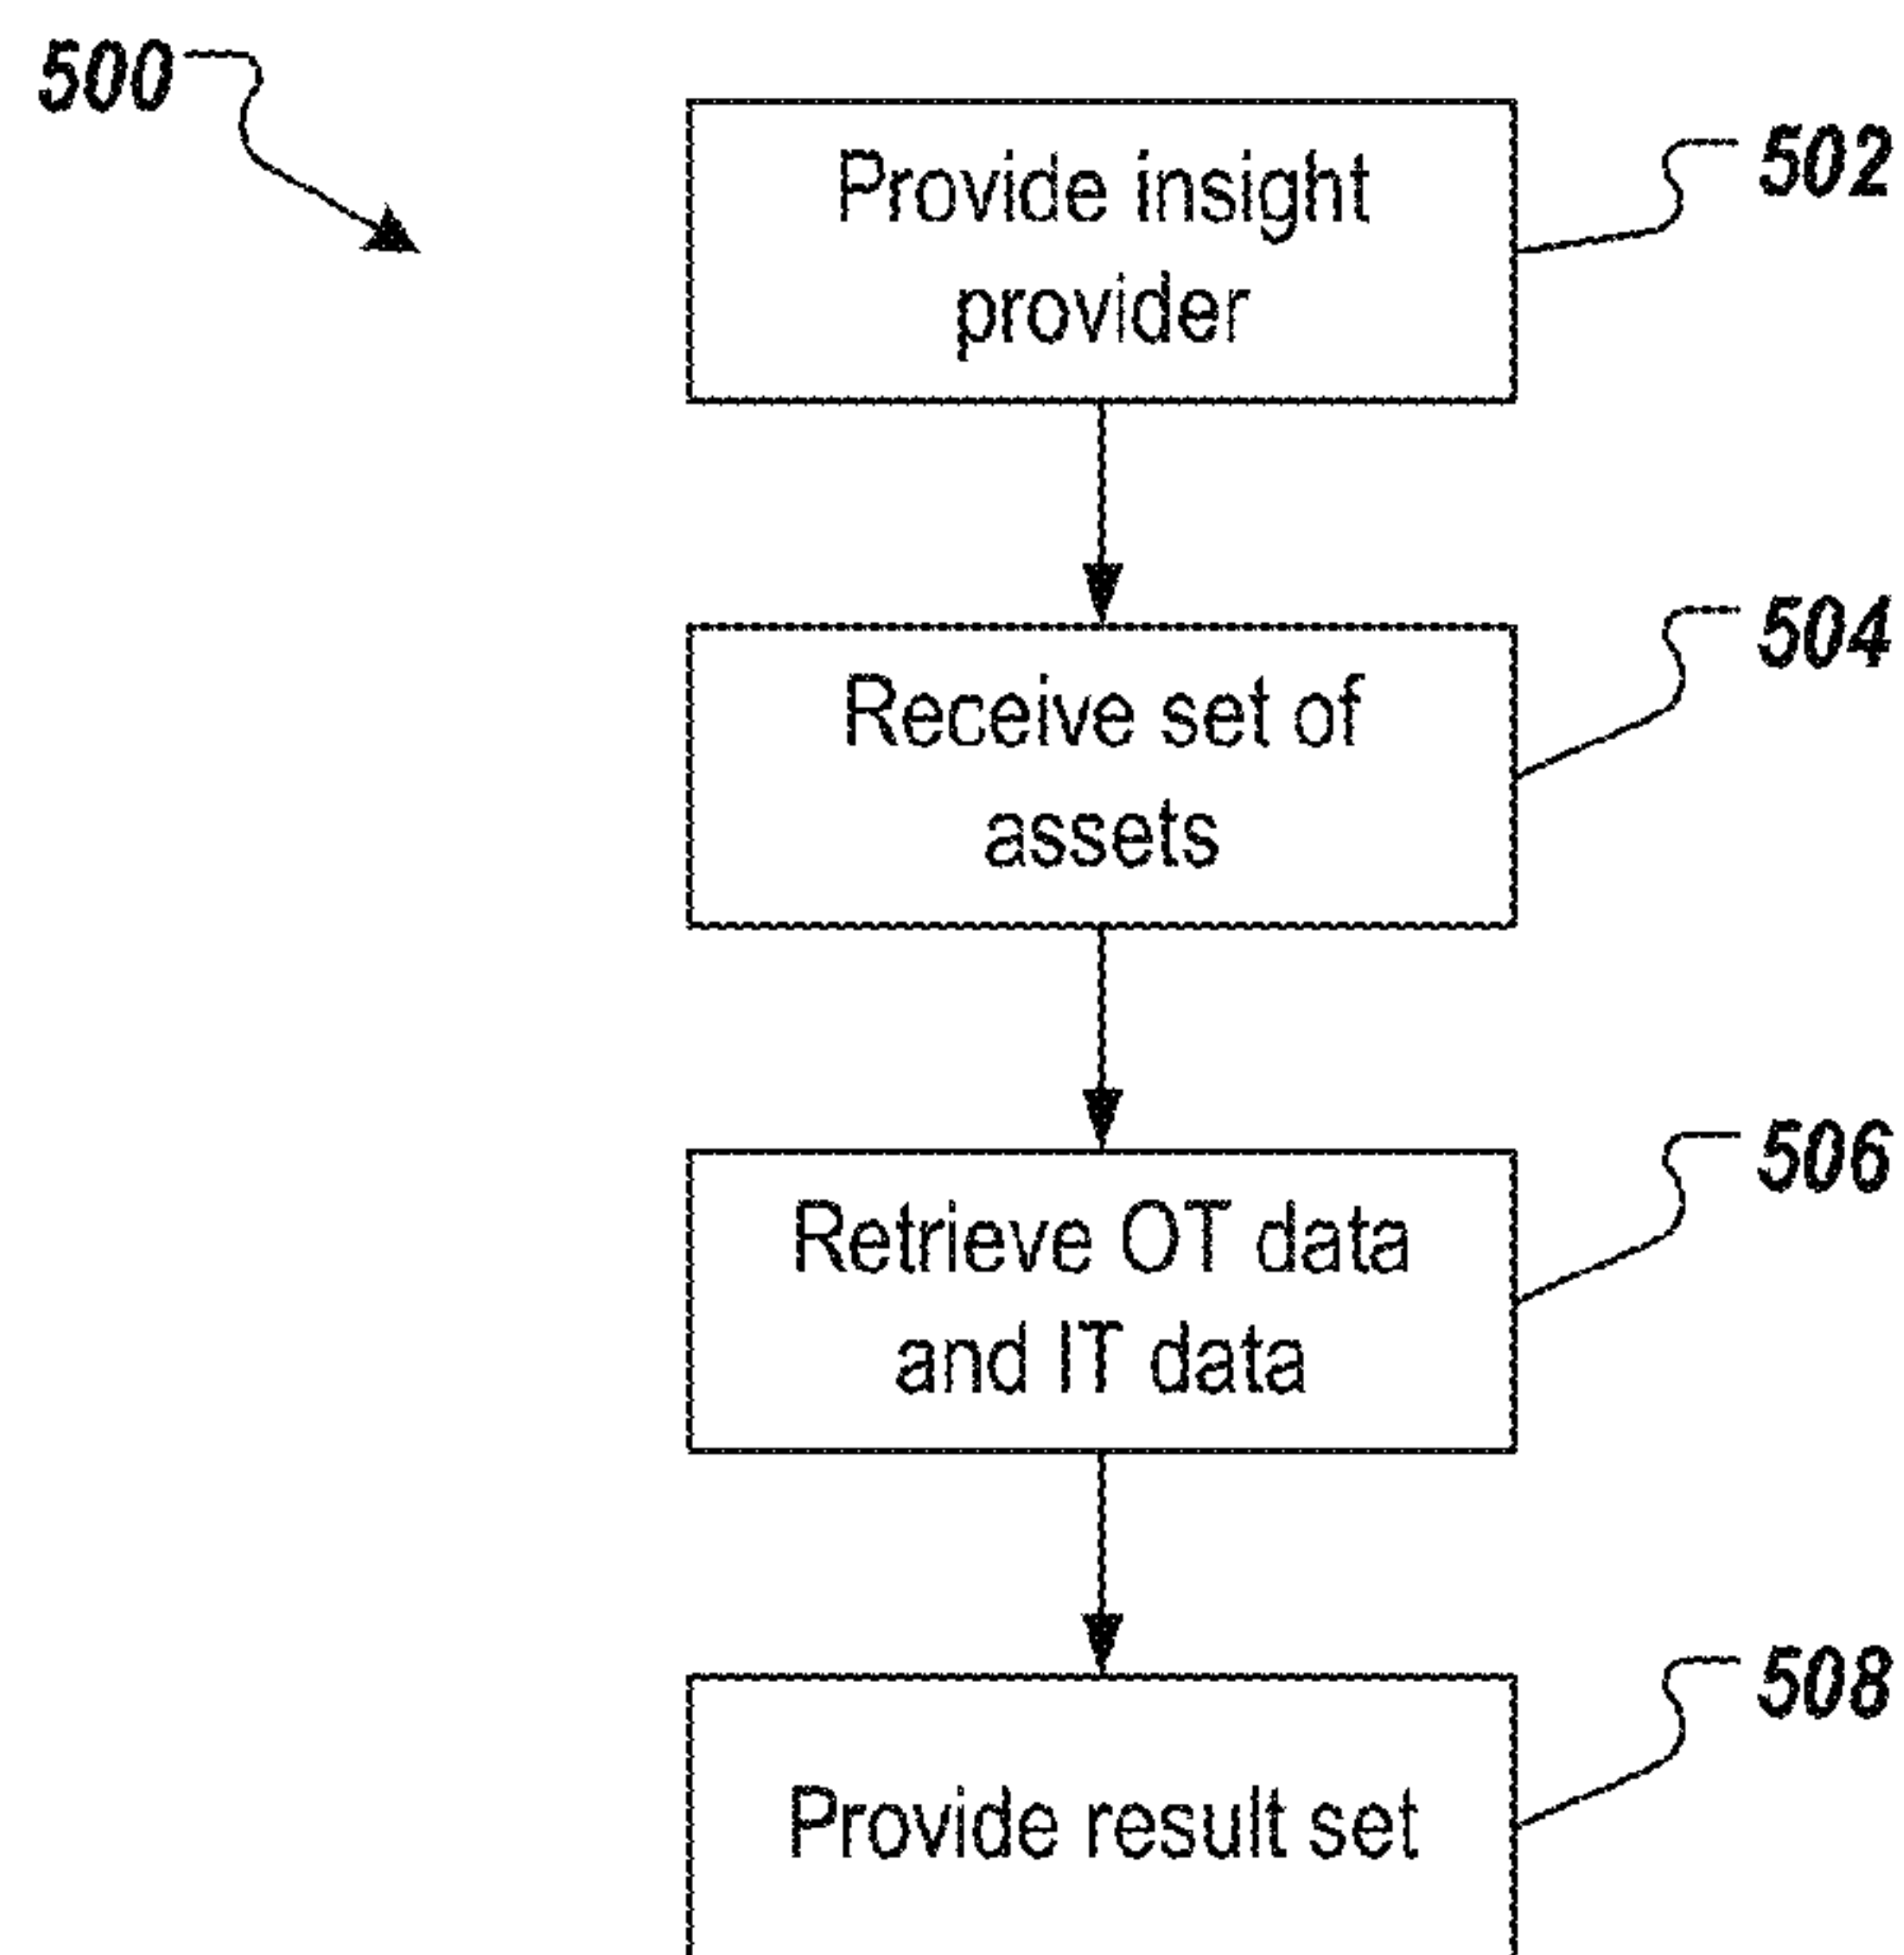 500
Provide insight
provider
502
Receive set of
assets
504
Retrieve OT data
and IT data
506
Provide result set
508